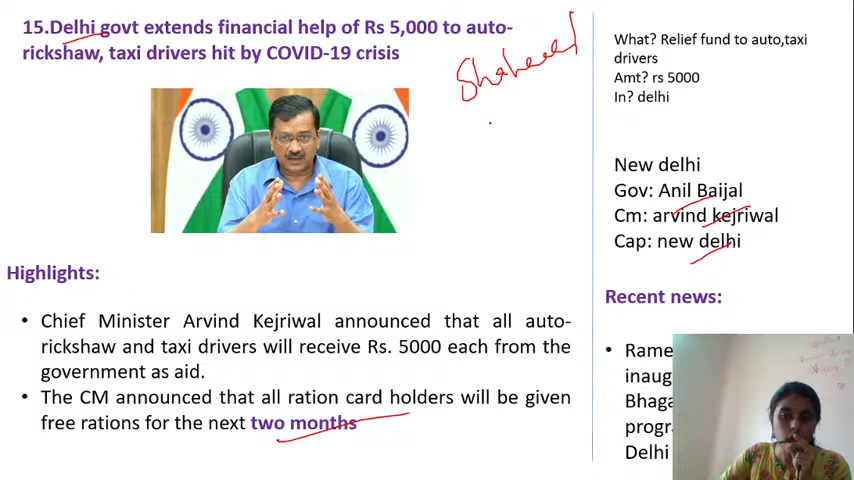 15.Delhi govt extends financial help of Rs 5,000 to auto-
rickshaw, taxi drivers hit by COVID-19 crisis
Shaheed
Highlights:
• Chief Minister Arvind Kejriwal announced that all auto-
rickshaw and taxi drivers will receive Rs. 5000 each from the
government as aid.
• The CM announced that all ration card holders will be given
free rations for the next two months
What? Relief fund to auto,taxi
drivers
Amt? rs 5000
In? delhi
New delhi
Gov: Anil Baijal
Cm: arvind kejriwal
Cap: new delhi
Recent news:
• Rame
inaug
Bhaga
progr
Delhi